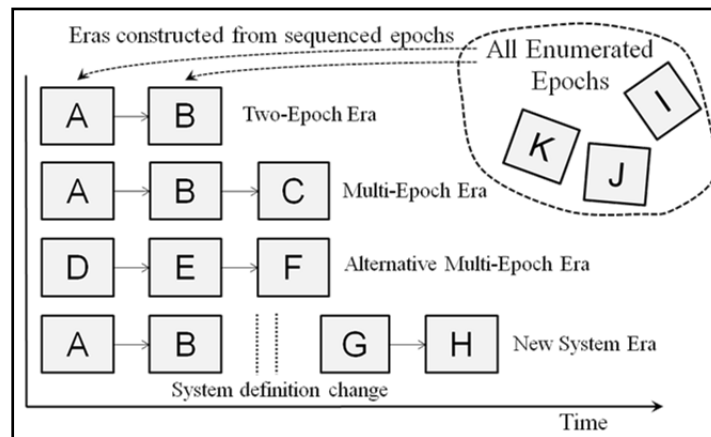 Eras constructed from sequenced epochs
All Enumerated
Epochs
I
K
J
A B Two-Epoch Era
A B C Multi-Epoch Era
D E F Alternative Multi-Epoch Era
A B G H New System Era
System definition change
Time